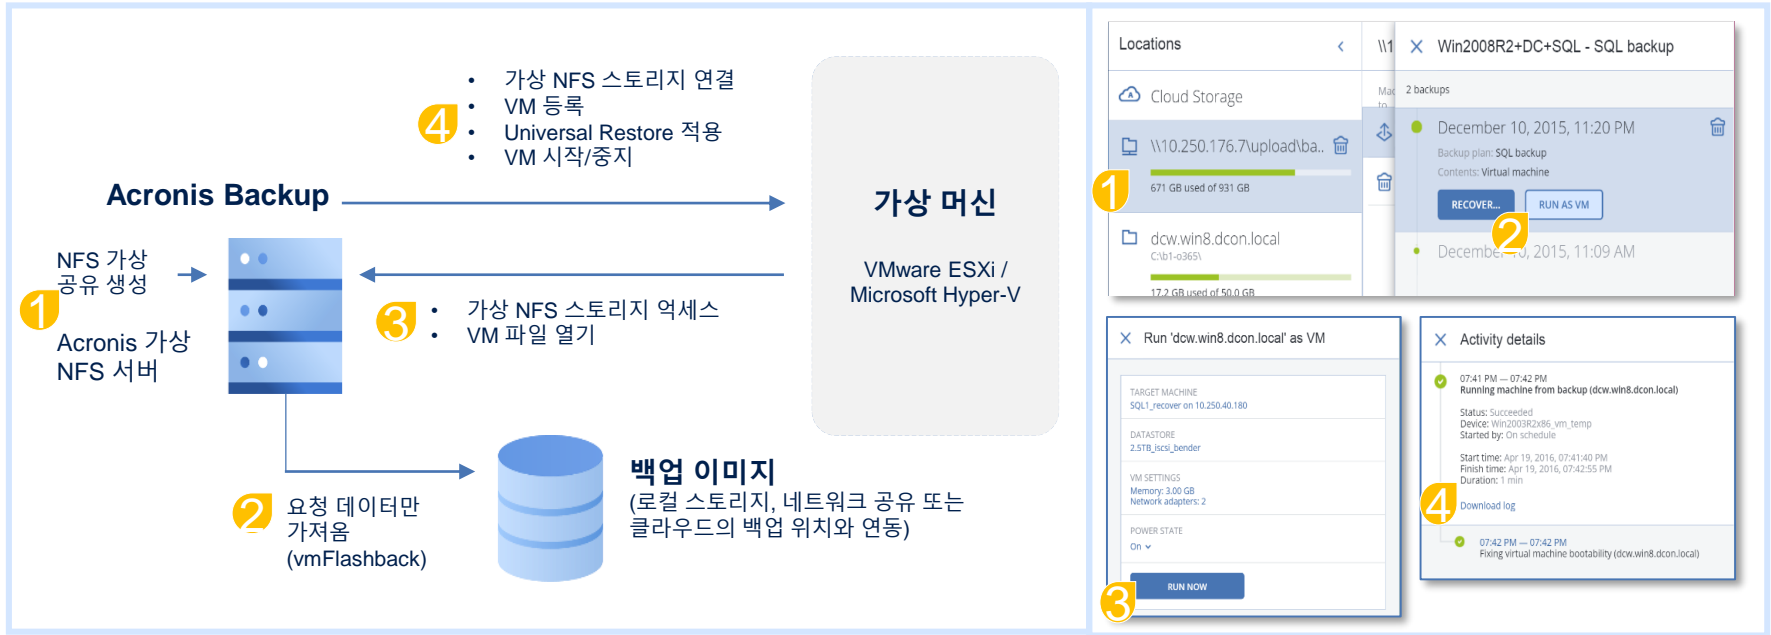 • 가상 NFS 스토리지 연결
• VM 등록
• Universal Restore 적용
• VM 시작/중지
4
Acronis Backup
NFS 가상
공유 생성
1
Acronis 가상
NFS 서버
3
• 가상 NFS 스토리지 억세스
• VM 파일 열기
가상 머신
VMware ESXi /
Microsoft Hyper-V
2
요청 데이터만
가져옴
(vmFlashback)
백업 이미지
(로컬 스토리지, 네트워크 공유 또는
클라우드의 백업 위치와 연동)
Locations
Cloud Storage
\\10.250.176.7\upload\ba..
1
671 GB used of 931 GB
dcw.win8.dcon.local
C:\b1-o365\
17.2 GB used of 50.0 GB
\\1
Mac
to
Win2008R2+DC+SQL - SQL backup
2 backups
December 10, 2015, 11:20 PM
Backup plan: SQL backup
Contents: Virtual machine
RECOVER...
RUN AS VM
2
December 10, 2015, 11:09 AM
Run 'dcw.win8.dcon.local' as VM
TARGET MACHINE
SQL1_recover on 10.250.40.180
DATASTORE
2.5TB_iscsi_bender
VM SETTINGS
Memory: 3.00 GB
Network adapters: 2
POWER STATE
On
RUN NOW
3
Activity details
07:41 PM — 07:42 PM
Running machine from backup (dcw.win8.dcon.local)
Status: Succeeded
Device: Win2003R2x86_vm_temp
Started by: On schedule
Start time: Apr 19, 2016, 07:41:40 PM
Finish time: Apr 19, 2016, 07:42:55 PM
Duration: 1 min
4
Download log
07:42 PM — 07:42 PM
Fixing virtual machine bootability (dcw.win8.dcon.local)